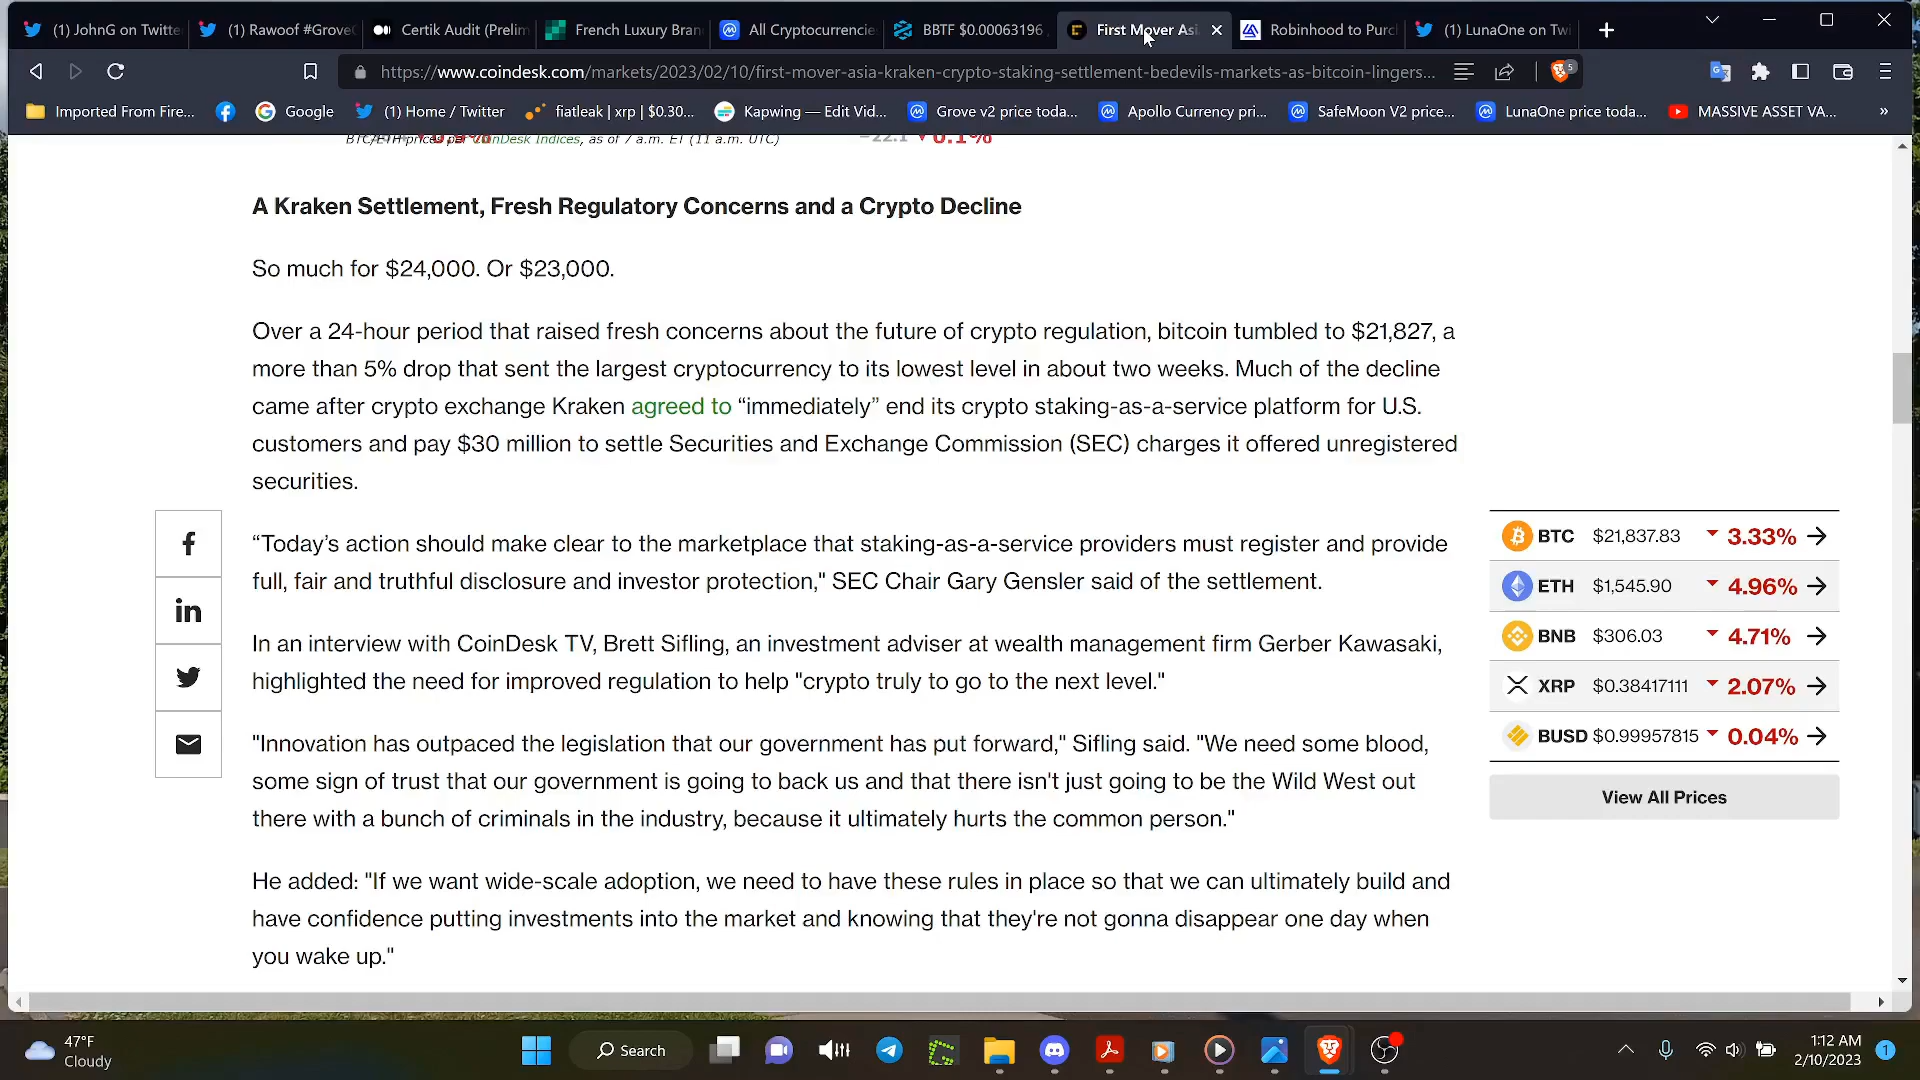 (1) JohnG on Twitte
(1) Rawoof #Grove
Certik Audit (Prelim
French Luxury Bran
All Cryptocurrencie
BBTF $0.00063196
First Mover Asi
Robinhood to Purc
(1) LunaOne on Twi
https://www.coindesk.com/markets/2023/02/10/first-mover-asia-kraken-crypto-staking-settlement-bedevils-markets-as-bitcoin-lingers...
5
Imported From Fire...
Google
(1) Home / Twitter
fiatleak | xrp | $0.30...
Kapwing — Edit Vid...
Grove v2 price toda...
Apollo Currency pri...
SafeMoon V2 price...
LunaOne price toda...
MASSIVE ASSET VA...
»
BTC/ETH prices per CoinDesk Indices, as of 7 a.m. ET (11 a.m. UTC)
−22.1 ▼0.1%
A Kraken Settlement, Fresh Regulatory Concerns and a Crypto Decline
So much for $24,000. Or $23,000.
Over a 24-hour period that raised fresh concerns about the future of crypto regulation, bitcoin tumbled to $21,827, a
more than 5% drop that sent the largest cryptocurrency to its lowest level in about two weeks. Much of the decline
came after crypto exchange Kraken agreed to “immediately” end its crypto staking-as-a-service platform for U.S.
customers and pay $30 million to settle Securities and Exchange Commission (SEC) charges it offered unregistered
securities.
“Today’s action should make clear to the marketplace that staking-as-a-service providers must register and provide
full, fair and truthful disclosure and investor protection," SEC Chair Gary Gensler said of the settlement.
In an interview with CoinDesk TV, Brett Sifling, an investment adviser at wealth management firm Gerber Kawasaki,
highlighted the need for improved regulation to help "crypto truly to go to the next level."
"Innovation has outpaced the legislation that our government has put forward," Sifling said. "We need some blood,
some sign of trust that our government is going to back us and that there isn't just going to be the Wild West out
there with a bunch of criminals in the industry, because it ultimately hurts the common person."
He added: "If we want wide-scale adoption, we need to have these rules in place so that we can ultimately build and
have confidence putting investments into the market and knowing that they're not gonna disappear one day when
you wake up."
BTC $21,837.83 ▼ 3.33% →
ETH $1,545.90 ▼ 4.96% →
BNB $306.03 ▼ 4.71% →
XRP $0.38417111 ▼ 2.07% →
BUSD $0.99957815 ▼ 0.04% →
View All Prices
47°F
Cloudy
Search
1:12 AM
2/10/2023
1